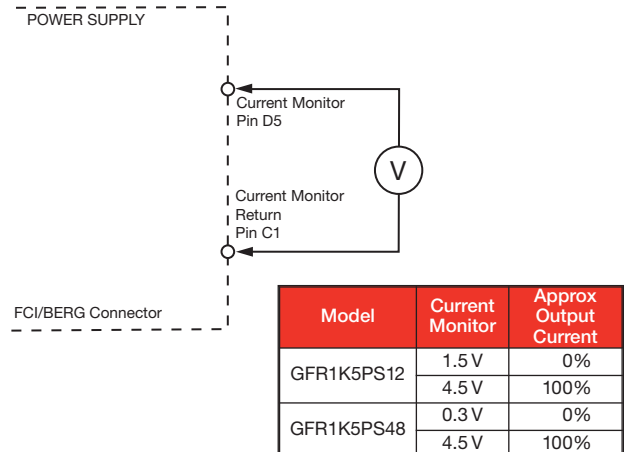 POWER SUPPLY
Current Monitor
Pin D5
V
Current Monitor
Return
Pin C1
FCI/BERG Connector
Model Current Monitor Approx Output Current
GFR1K5PS12 1.5 V 0%
4.5 V 100%
GFR1K5PS48 0.3 V 0%
4.5 V 100%